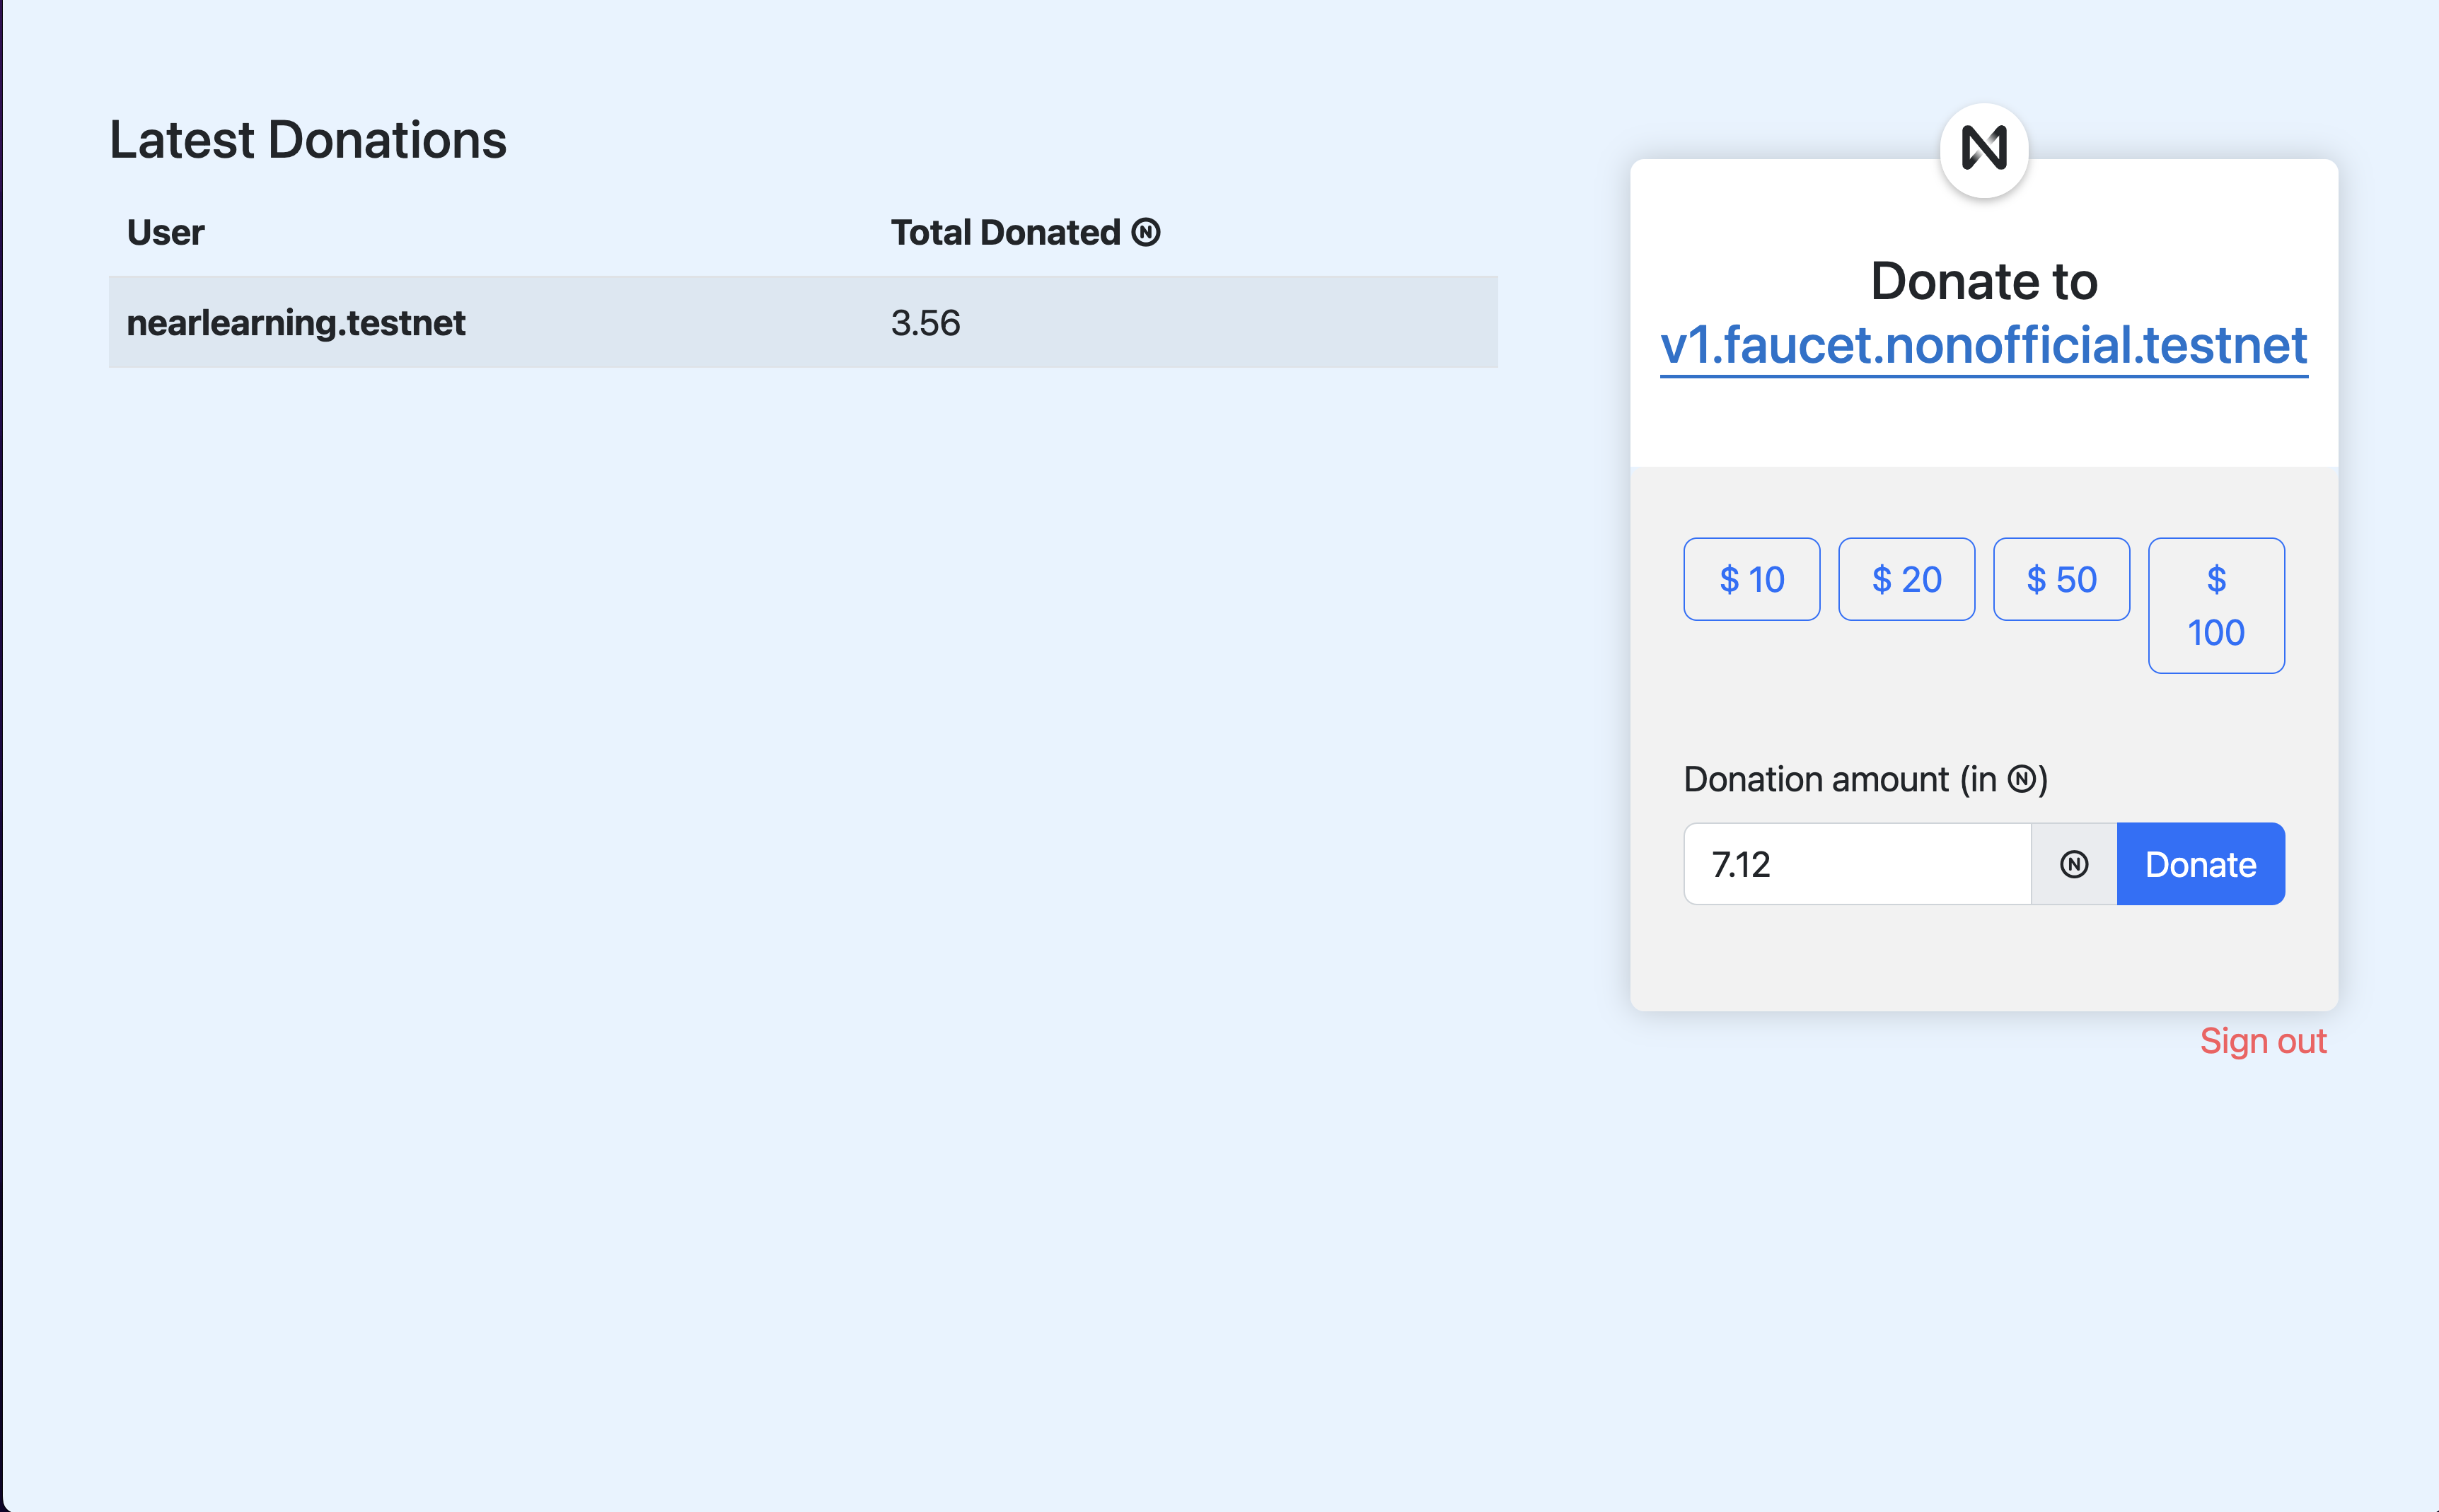 Latest Donations
User Total Donated Ⓝ
nearlearning.testnet 3.56
Donate to
v1.faucet.nonofficial.testnet
$ 10 $ 20 $ 50 $
100
Donation amount (in Ⓝ)
7.12 Ⓝ Donate
Sign out